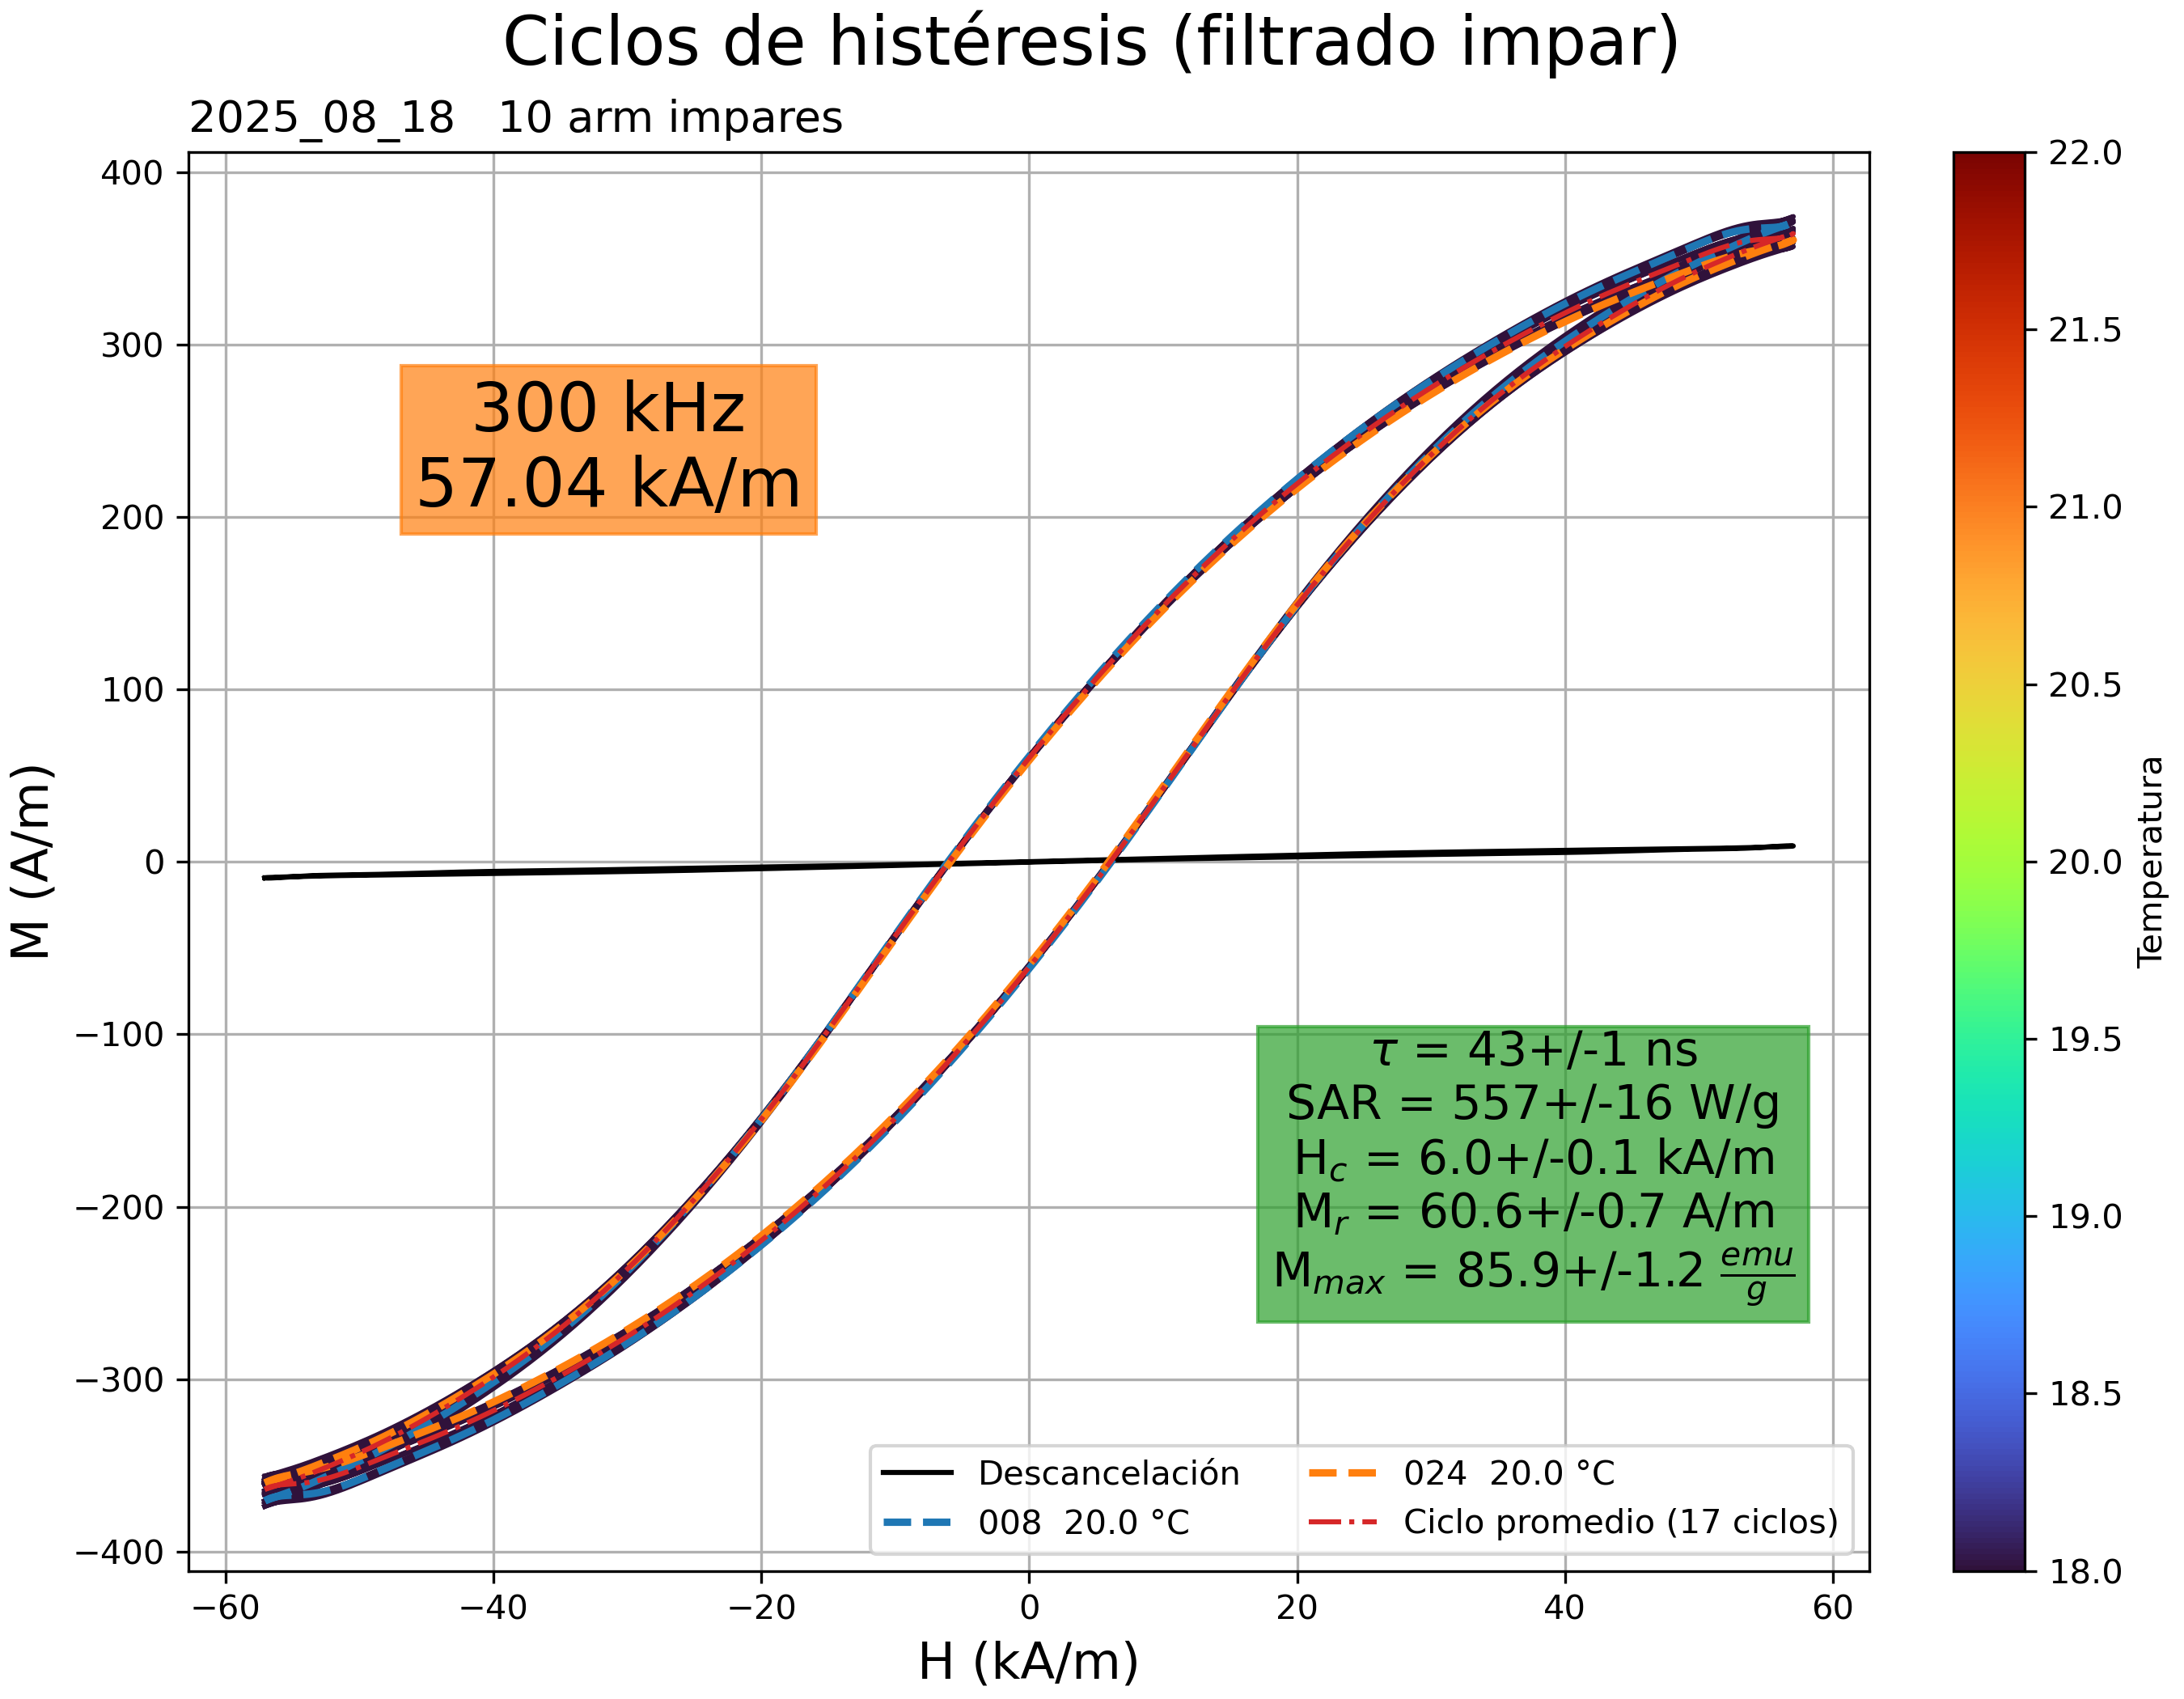 Ciclos de histéresis (filtrado impar)
2025_08_18   10 arm impares
400
300
200
100
0
−100
−200
−300
−400
M (A/m)
300 kHz
57.04 kA/m
τ = 43+/-1 ns
SAR = 557+/-16 W/g
H_c = 6.0+/-0.1 kA/m
M_r = 60.6+/-0.7 A/m
M_max = 85.9+/-1.2 emu/g
Descancelación
008  20.0 °C
024  20.0 °C
Ciclo promedio (17 ciclos)
−60 −40 −20 0 20 40 60
H (kA/m)
22.0
21.5
21.0
20.5
20.0
19.5
19.0
18.5
18.0
Temperatura